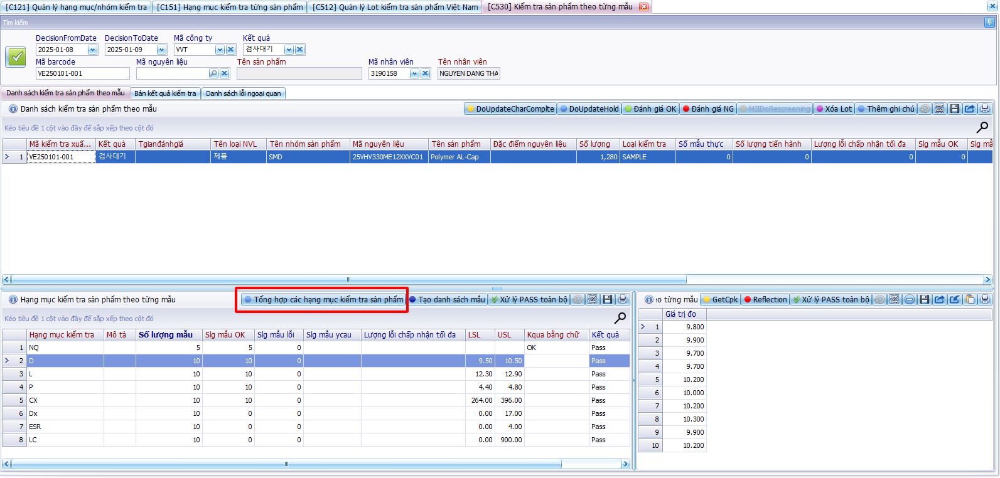 [C121] Quản lý hạng mục/nhóm kiểm tra [C151] Hạng mục kiểm tra từng sản phẩm [C512] Quản lý Lot kiểm tra sản phẩm Việt Nam [C530] Kiểm tra sản phẩm theo từng mẫu
Tìm kiếm
DecisionFromDate DecisionToDate Mã công ty Kết quả
2025-01-08 2025-01-09 VVT 검사대기
Mã barcode Mã nguyên liệu Tên sản phẩm Mã nhân viên Tên nhân viên
VE250101-001 3190158 NGUYEN DANG THA
Danh sách kiểm tra sản phẩm theo mẫu Bản kết quả kiểm tra Danh sách lỗi ngoại quan
Danh sách kiểm tra sản phẩm theo mẫu DoUpdateCharComplte DoUpdateHold Đánh giá OK Đánh giá NG MIIDoRescreening Xóa Lot Thêm ghi chú
Kéo tiêu đề 1 cột vào đây để sắp xếp theo cột đó
Mã kiểm tra xuấ... Kết quả Tgianđánhgiá Tên loại NVL Tên nhóm sản phẩm Mã nguyên liệu Tên sản phẩm Đặc điểm nguyên liệu Số lượng Loại kiểm tra Số mẫu thực Số lượng tiến hành Lượng lỗi chấp nhận tối đa Slg mẫu OK Slg mẫ
1 VE250101-001 검사대기 제품 SMD 25VHV330ME12XXVC01 Polymer AL-Cap 1,280 SAMPLE 0 0 0 0
Hạng mục kiểm tra sản phẩm theo từng mẫu Tổng hợp các hạng mục kiểm tra sản phẩm Tạo danh sách mẫu Xử lý PASS toàn bộ
Kéo tiêu đề 1 cột vào đây để sắp xếp theo cột đó
Hạng mục kiểm tra Mô tả Số lượng mẫu Slg mẫu OK Slg mẫu lỗi Slg mẫu ycau Lượng lỗi chấp nhận tối đa LSL USL Kqua bằng chữ Kết quả
1 NQ 5 5 0 OK Pass
2 D 10 10 0 9.50 10.50 Pass
3 L 10 10 0 12.30 12.90 Pass
4 P 10 10 0 4.40 4.80 Pass
5 CX 10 10 0 264.00 396.00 Pass
6 Dx 10 0 0 0.00 17.00 Pass
7 ESR 10 0 0 0.00 4.00 Pass
8 LC 10 0 0 0.00 900.00 Pass
eo từng mẫu GetCpk Reflection Xử lý PASS toàn bộ
Giá trị đo
1 9.800
2 9.900
3 9.700
4 9.700
5 10.200
6 10.000
7 10.200
8 10.300
9 9.900
10 10.200